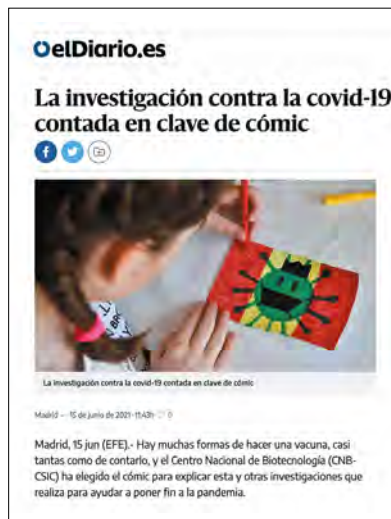 elDiario.es
La investigación contra la covid-19
contada en clave de cómic
La investigación contra la covid-19 contada en clave de cómic
Madrid — 15 de junio de 2021-11:43h
0
Madrid, 15 jun (EFE).- Hay muchas formas de hacer una vacuna, casi
tantas como de contarlo, y el Centro Nacional de Biotecnología (CNB-
CSIC) ha elegido el cómic para explicar esta y otras investigaciones que
realiza para ayudar a poner fin a la pandemia.